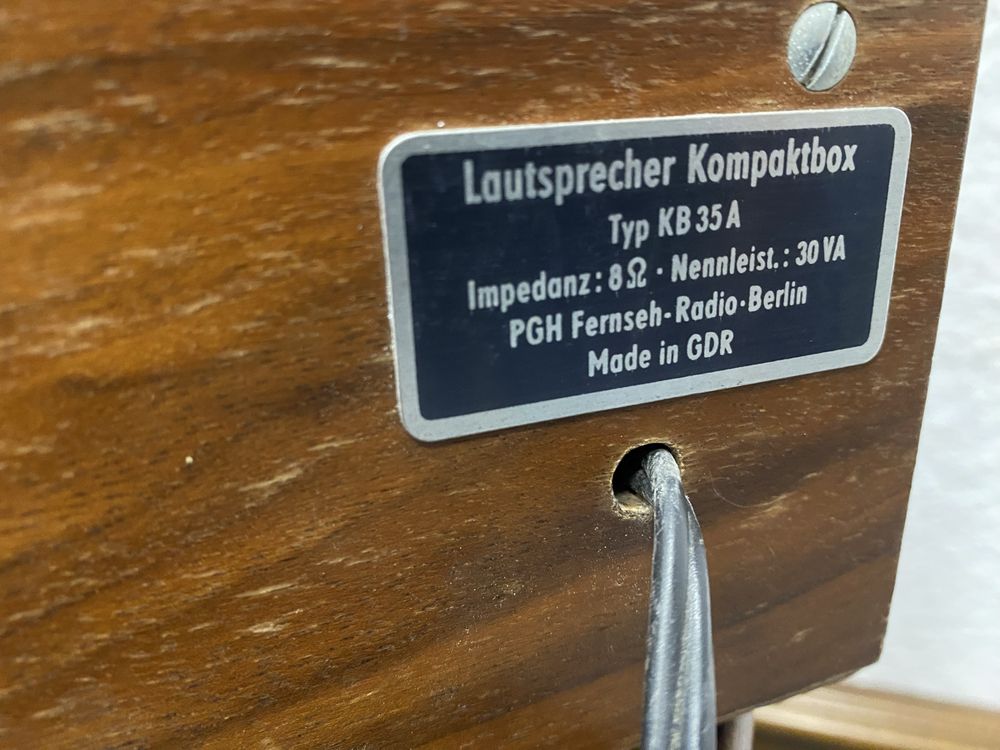 Lautsprecher Kompaktbox
Typ KB 35 A
Impedanz: 8 Ω · Nennleist.: 30 VA
PGH Fernseh-Radio·Berlin
Made in GDR